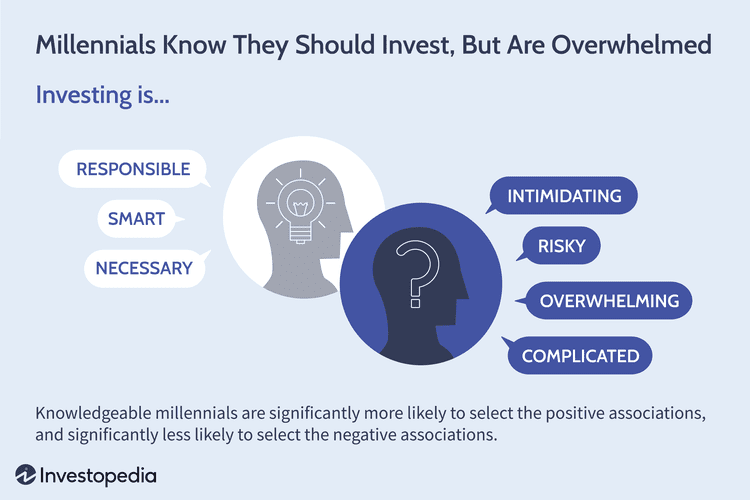 Millennials Know They Should Invest, But Are Overwhelmed
Investing is...
RESPONSIBLE
SMART
NECESSARY
INTIMIDATING
RISKY
OVERWHELMING
COMPLICATED
?
Knowledgeable millennials are significantly more likely to select the positive associations,
and significantly less likely to select the negative associations.
Investopedia